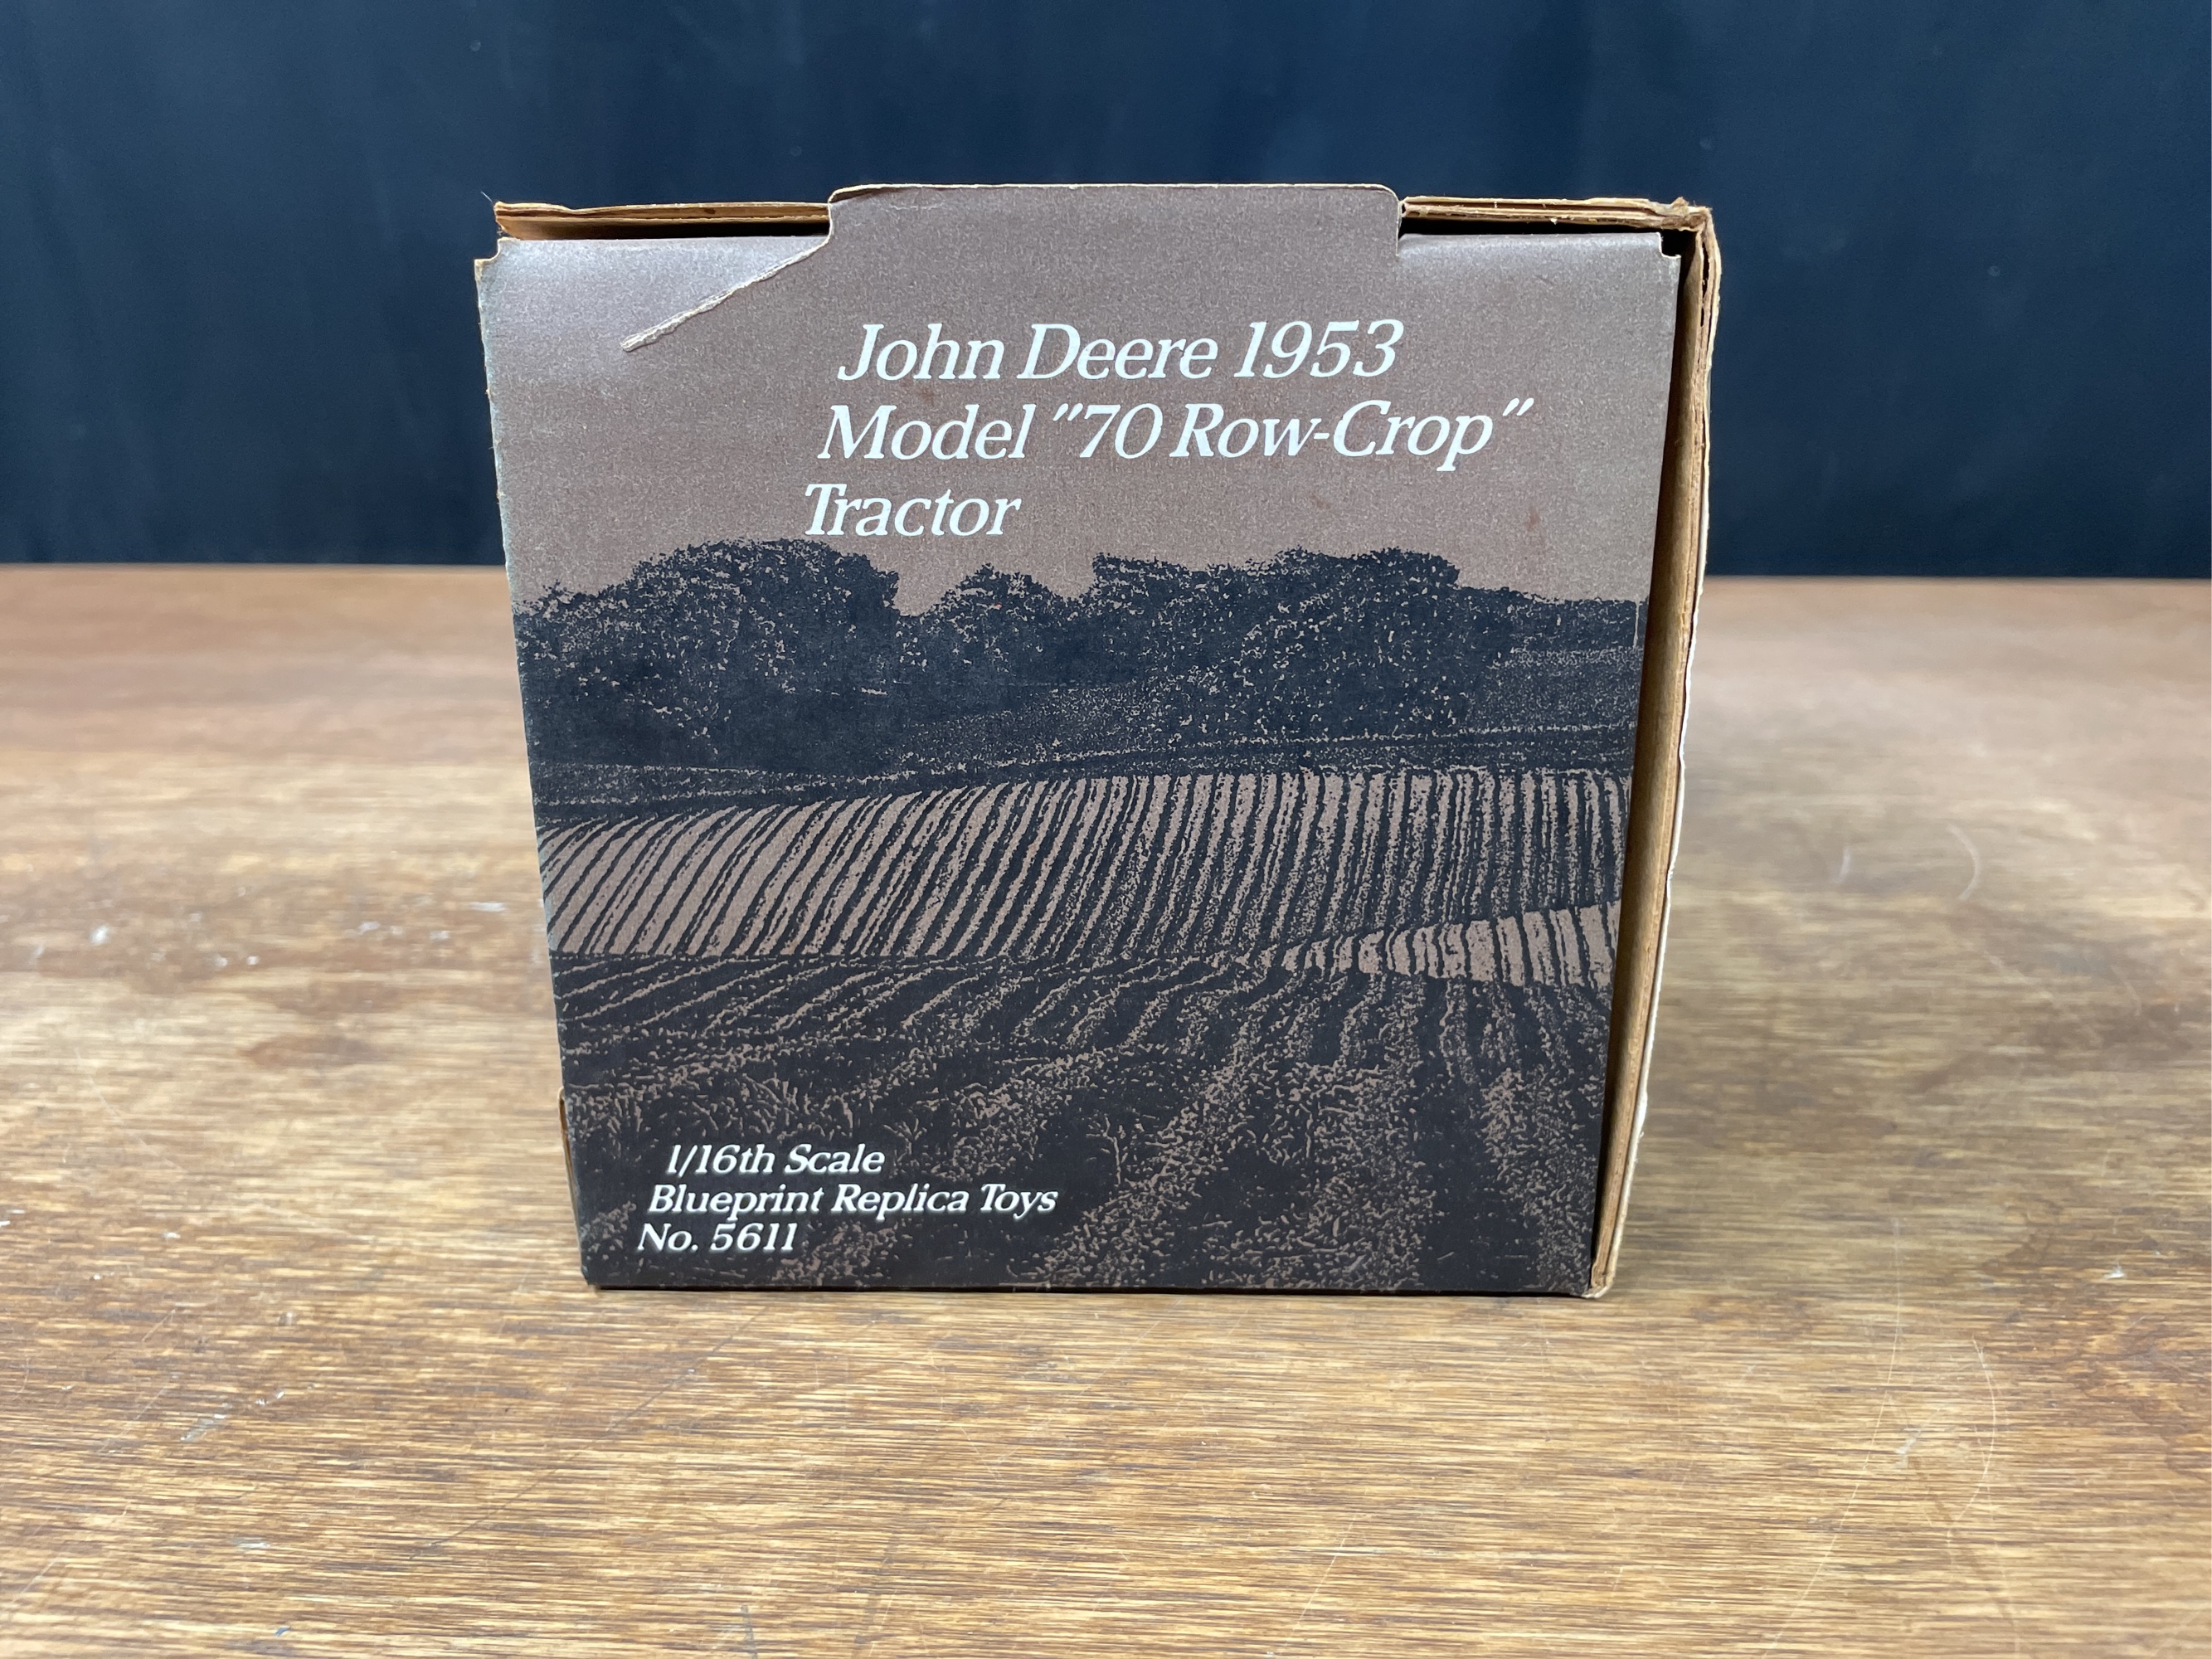 John Deere 1953
Model "70 Row-Crop"
Tractor
1/16th Scale
Blueprint Replica Toys
No. 5611